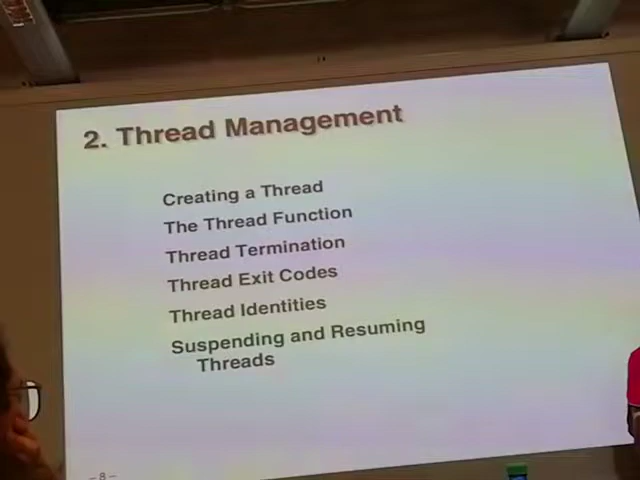 2. Thread Management
Creating a Thread
The Thread Function
Thread Termination
Thread Exit Codes
Thread Identities
Suspending and Resuming
Threads
– 8 –